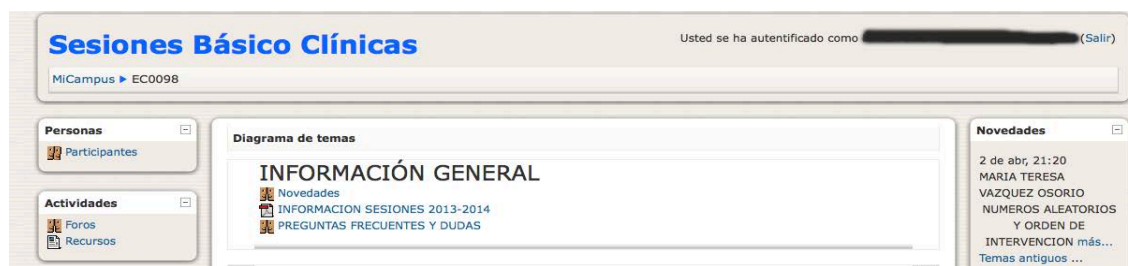 Sesiones Básico Clínicas
Usted se ha autentificado como (Salir)
MiCampus ► EC0098
Personas
Participantes
Actividades
Foros
Recursos
Diagrama de temas
INFORMACIÓN GENERAL
Novedades
INFORMACION SESIONES 2013-2014
PREGUNTAS FRECUENTES Y DUDAS
Novedades
2 de abr, 21:20
MARIA TERESA
VAZQUEZ OSORIO
NUMEROS ALEATORIOS
Y ORDEN DE
INTERVENCION más...
Temas antiguos ...